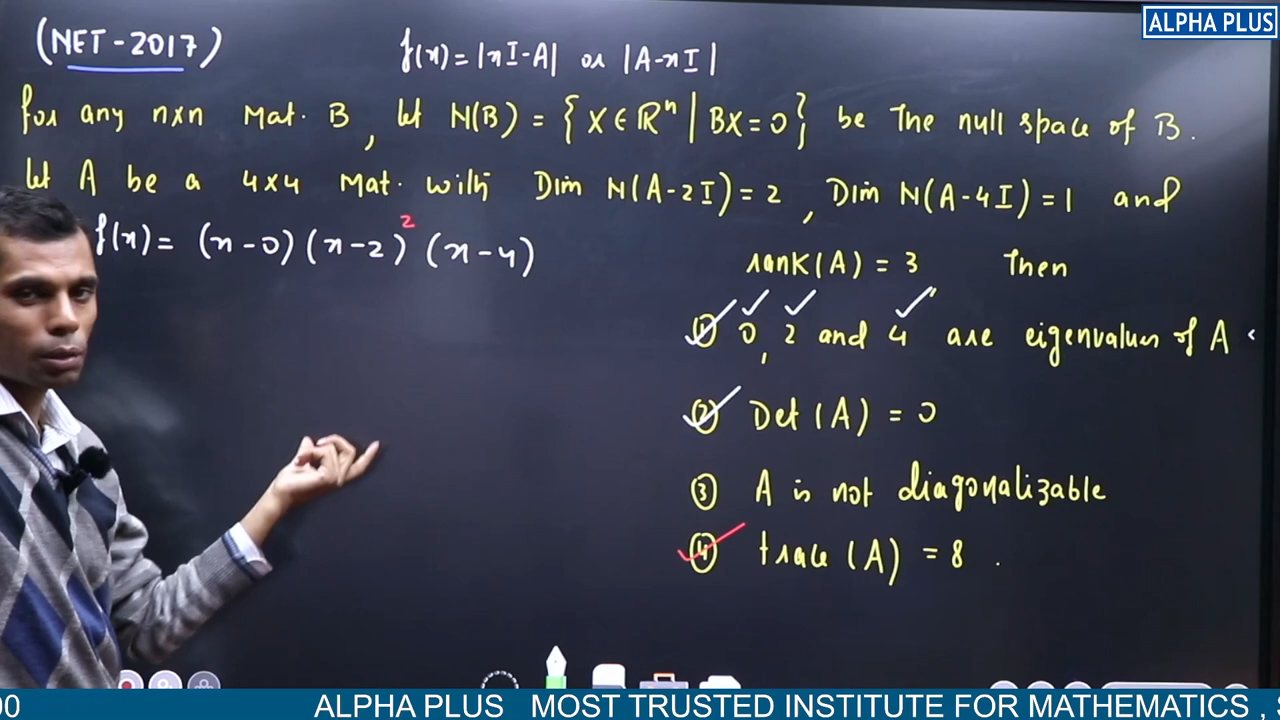 ALPHA PLUS
(NET-2017)
f(x) = |xI-A| or |A-xI|
For any n×n Mat. B, let N(B) = {X∈ℝⁿ | BX=0} be the null space of B.
let A be a 4×4 Mat. with Dim N(A-2I)=2, Dim N(A-4I)=1 and
f(x) = (x-0)(x-2)²(x-4)
rank(A) = 3 Then
① 0, 2 and 4 are eigenvalues of A
② Det(A) = 0
③ A is not diagonalizable
④ trace(A) = 8.
00 ALPHA PLUS MOST TRUSTED INSTITUTE FOR MATHEMATICS ,